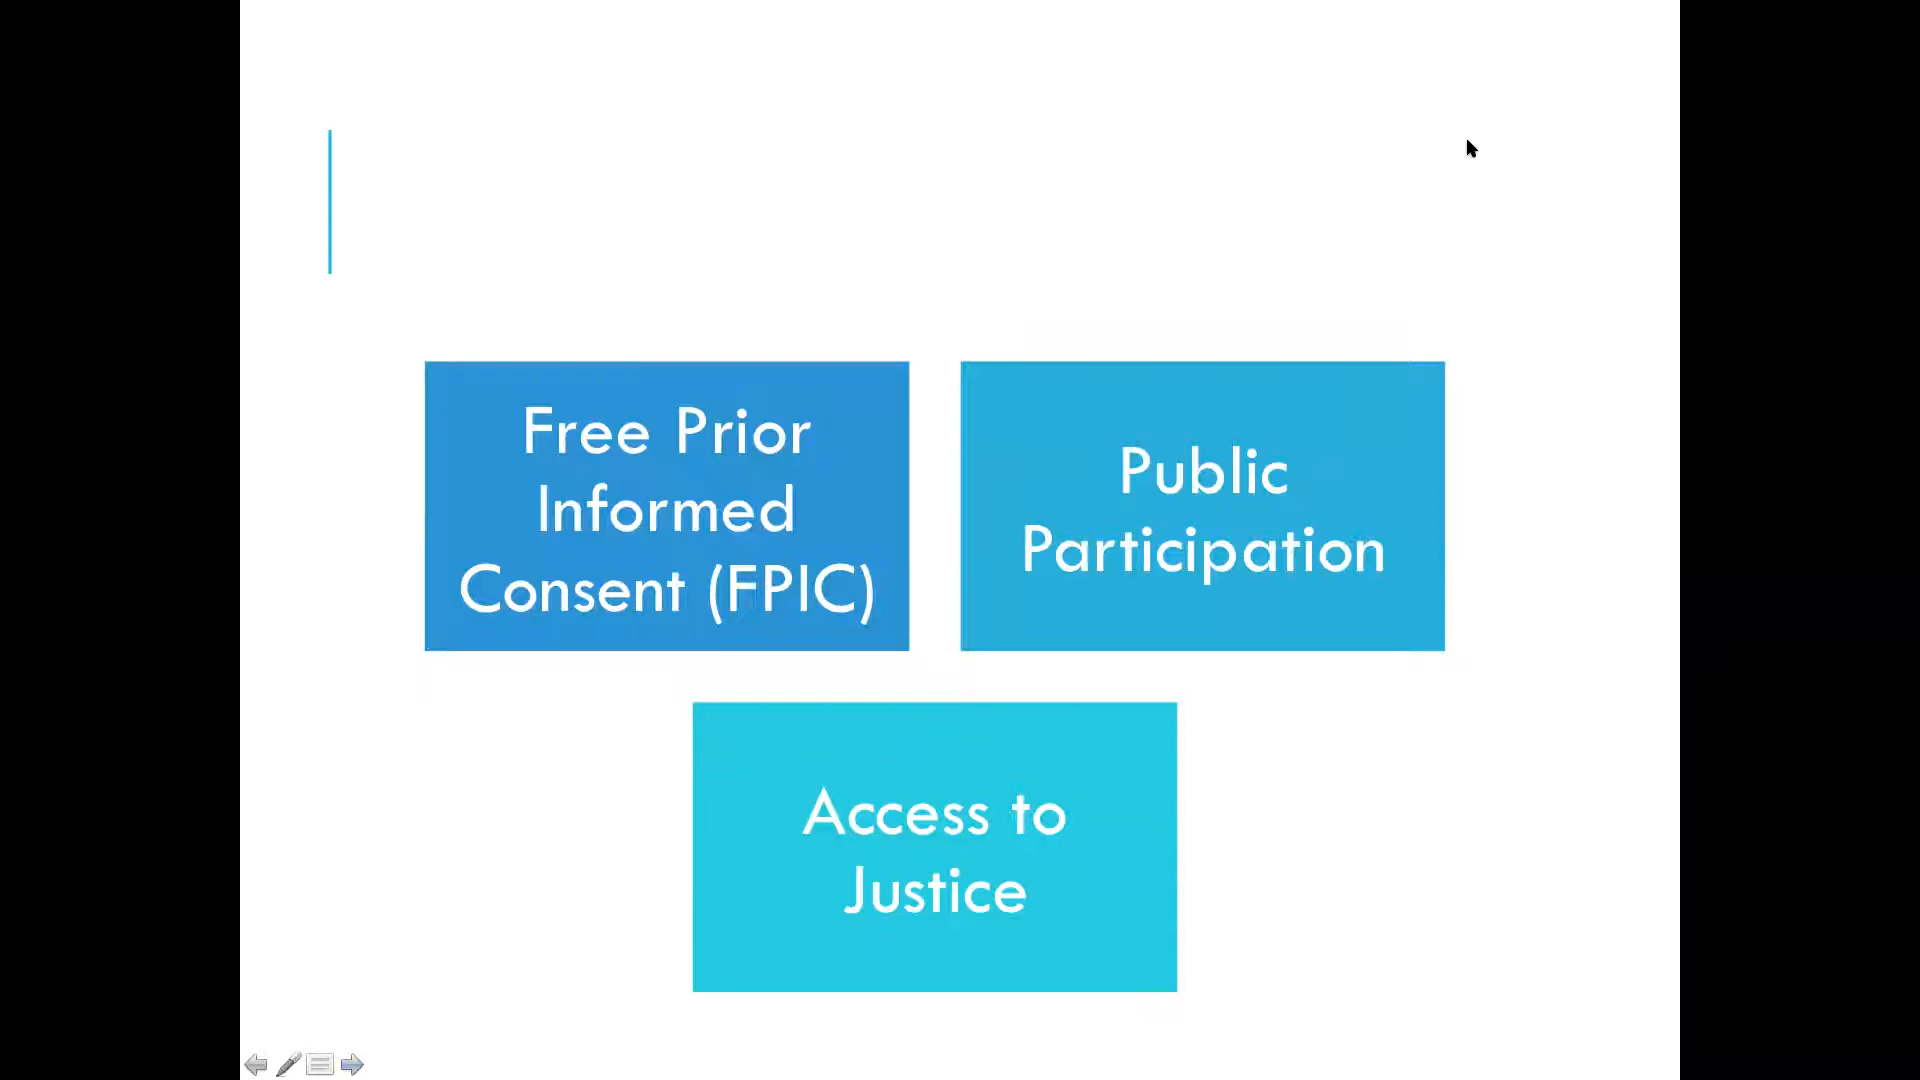 Free Prior
Informed
Consent (FPIC)
Public
Participation
Access to
Justice